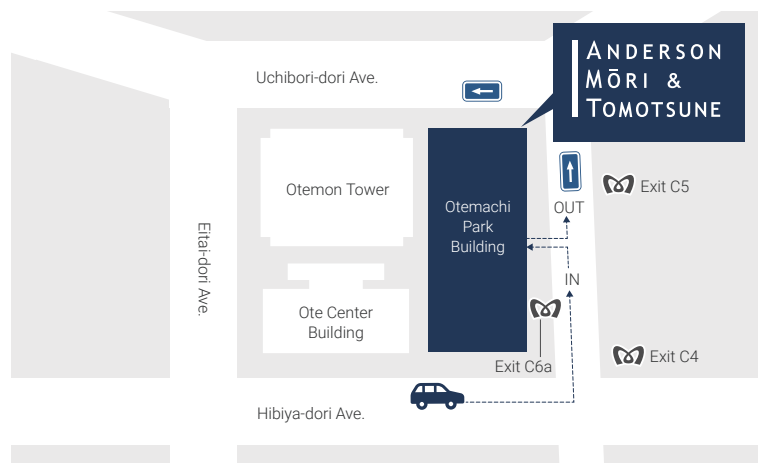 ANDERSON
MŌRI &
TOMOTSUNE
Uchibori-dori Ave.
Otemon Tower
Otemachi
Park
Building
Exit C5
OUT
Eitai-dori Ave.
IN
Ote Center
Building
Exit C6a
Exit C4
Hibiya-dori Ave.